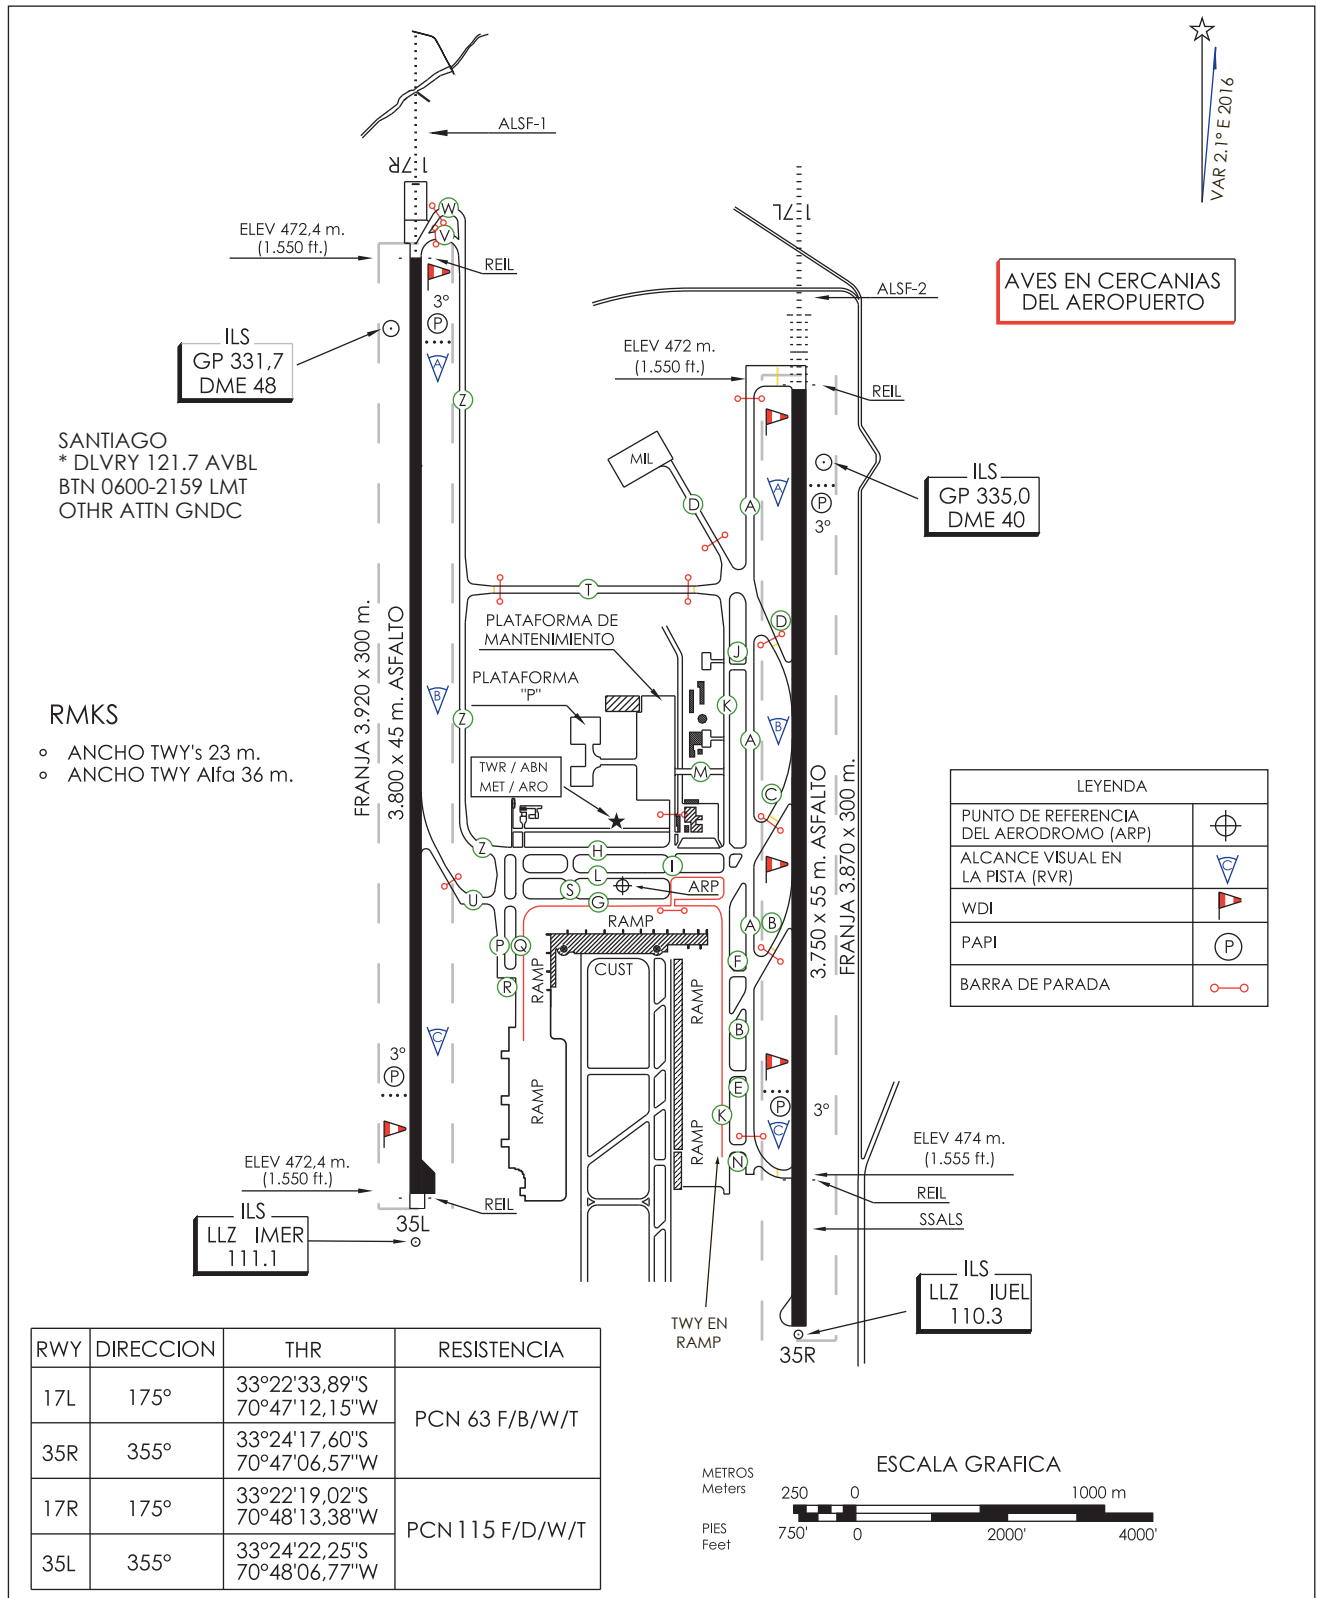 ALSF-1
17R
VAR 2.1° E 2016
W
V
ELEV 472,4 m.
(1.550 ft.)
REIL
17L
ALSF-2
AVES EN CERCANIAS
DEL AEROPUERTO
3°
P
A
ILS
GP 331,7
DME 48
ELEV 472 m.
(1.550 ft.)
REIL
Z
SANTIAGO
* DLVRY 121.7 AVBL
BTN 0600-2159 LMT
OTHR ATTN GNDC
MIL
D
A
A
P
3°
ILS
GP 335,0
DME 40
T
FRANJA 3.920 x 300 m.
3.800 x 45 m. ASFALTO
PLATAFORMA DE
MANTENIMIENTO
D
J
PLATAFORMA
"P"
B
Z
K
A
B
RMKS
ANCHO TWY's 23 m.
ANCHO TWY Alfa 36 m.
TWR / ABN
MET / ARO
M
C
3.750 x 55 m. ASFALTO
FRANJA 3.870 x 300 m.
LEYENDA
PUNTO DE REFERENCIA
DEL AERODROMO (ARP)
ALCANCE VISUAL EN
LA PISTA (RVR)
C
WDI
PAPI
P
BARRA DE PARADA
Z
H
I
L
S
ARP
U
G
RAMP
A
B
P
Q
F
CUST
R
RAMP
RAMP
B
C
3°
P
E
P
3°
RAMP
K
C
RAMP
N
ELEV 474 m.
(1.555 ft.)
REIL
SSALS
ELEV 472,4 m.
(1.550 ft.)
REIL
35L
ILS
LLZ IMER
111.1
ILS
LLZ IUEL
110.3
TWY EN
RAMP
35R
RWY DIRECCION THR RESISTENCIA
17L 175° 33°22'33,89"S
70°47'12,15"W
PCN 63 F/B/W/T
35R 355° 33°24'17,60"S
70°47'06,57"W
17R 175° 33°22'19,02"S
70°48'13,38"W
PCN 115 F/D/W/T
35L 355° 33°24'22,25"S
70°48'06,77"W
ESCALA GRAFICA
METROS
Meters
250 0 1000 m
PIES
Feet
750' 0 2000' 4000'